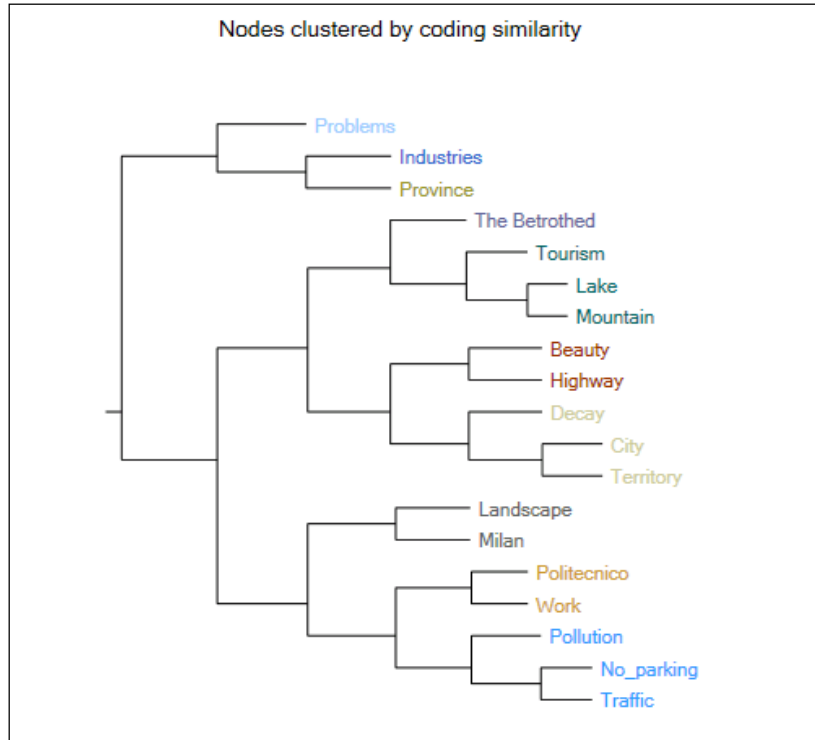 Nodes clustered by coding similarity
Problems
Industries
Province
The Betrothed
Tourism
Lake
Mountain
Beauty
Highway
Decay
City
Territory
Landscape
Milan
Politecnico
Work
Pollution
No_parking
Traffic